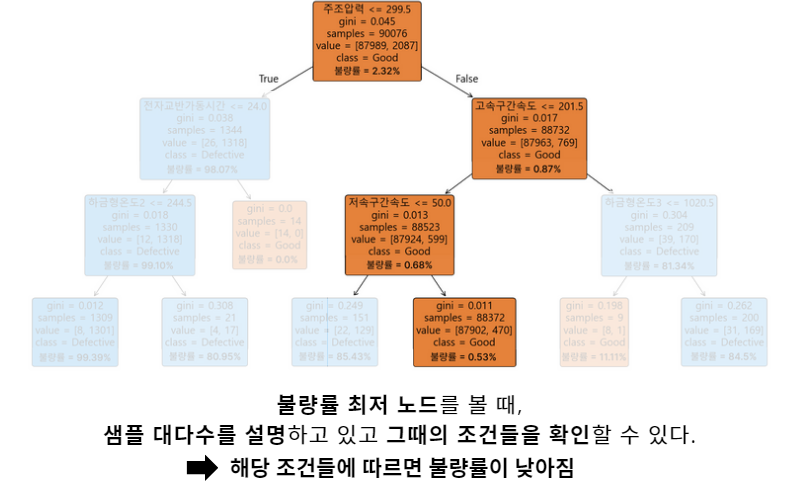 주조압력 <= 299.5
gini = 0.045
samples = 90076
value = [87989, 2087]
class = Good
불량률 = 2.32%
True
False
전자교반가동시간 <= 24.0
gini = 0.038
samples = 1344
value = [26, 1318]
class = Defective
불량률 = 98.07%
고속구간속도 <= 201.5
gini = 0.017
samples = 88732
value = [87963, 769]
class = Good
불량률 = 0.87%
하금형온도2 <= 244.5
gini = 0.018
samples = 1330
value = [12, 1318]
class = Defective
불량률 = 99.10%
gini = 0.0
samples = 14
value = [14, 0]
class = Good
불량률 = 0.0%
저속구간속도 <= 50.0
gini = 0.013
samples = 88523
value = [87924, 599]
class = Good
불량률 = 0.68%
하금형온도3 <= 1020.5
gini = 0.304
samples = 209
value = [39, 170]
class = Defective
불량률 = 81.34%
gini = 0.012
samples = 1309
value = [8, 1301]
class = Defective
불량률 = 99.39%
gini = 0.308
samples = 21
value = [4, 17]
class = Defective
불량률 = 80.95%
gini = 0.249
samples = 151
value = [22, 129]
class = Defective
불량률 = 85.43%
gini = 0.011
samples = 88372
value = [87902, 470]
class = Good
불량률 = 0.53%
gini = 0.198
samples = 9
value = [8, 1]
class = Good
불량률 = 11.11%
gini = 0.262
samples = 200
value = [31, 169]
class = Defective
불량률 = 84.5%
불량률 최저 노드를 볼 때,
샘플 대다수를 설명하고 있고 그때의 조건들을 확인할 수 있다.
해당 조건들에 따르면 불량률이 낮아짐